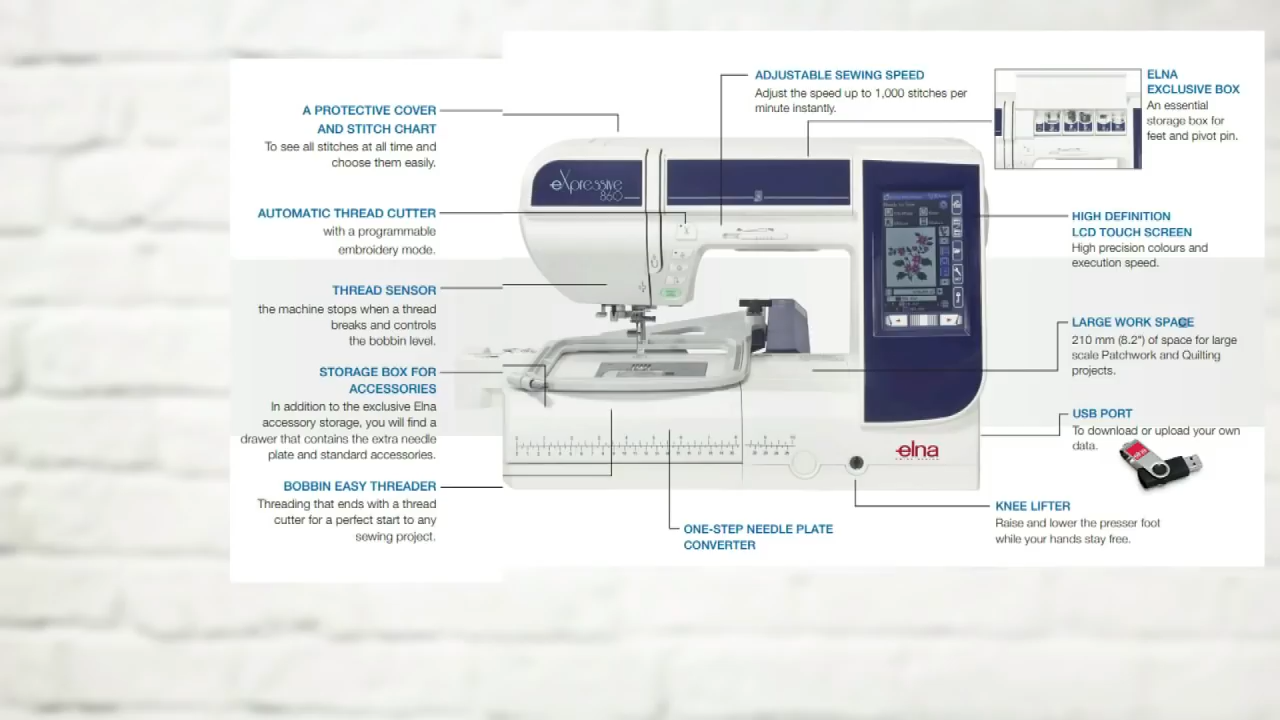 A PROTECTIVE COVER
AND STITCH CHART
To see all stitches at all time and
choose them easily.
AUTOMATIC THREAD CUTTER
with a programmable
embroidery mode.
THREAD SENSOR
the machine stops when a thread
breaks and controls
the bobbin level.
STORAGE BOX FOR
ACCESSORIES
In addition to the exclusive Elna
accessory storage, you will find a
drawer that contains the extra needle
plate and standard accessories.
BOBBIN EASY THREADER
Threading that ends with a thread
cutter for a perfect start to any
sewing project.
ADJUSTABLE SEWING SPEED
Adjust the speed up to 1,000 stitches per
minute instantly.
eXpressive
860
elna
ONE-STEP NEEDLE PLATE
CONVERTER
ELNA
EXCLUSIVE BOX
An essential
storage box for
feet and pivot pin.
HIGH DEFINITION
LCD TOUCH SCREEN
High precision colours and
execution speed.
LARGE WORK SPACE
210 mm (8.2") of space for large
scale Patchwork and Quilting
projects.
USB PORT
To download or upload your own
data.
KNEE LIFTER
Raise and lower the presser foot
while your hands stay free.